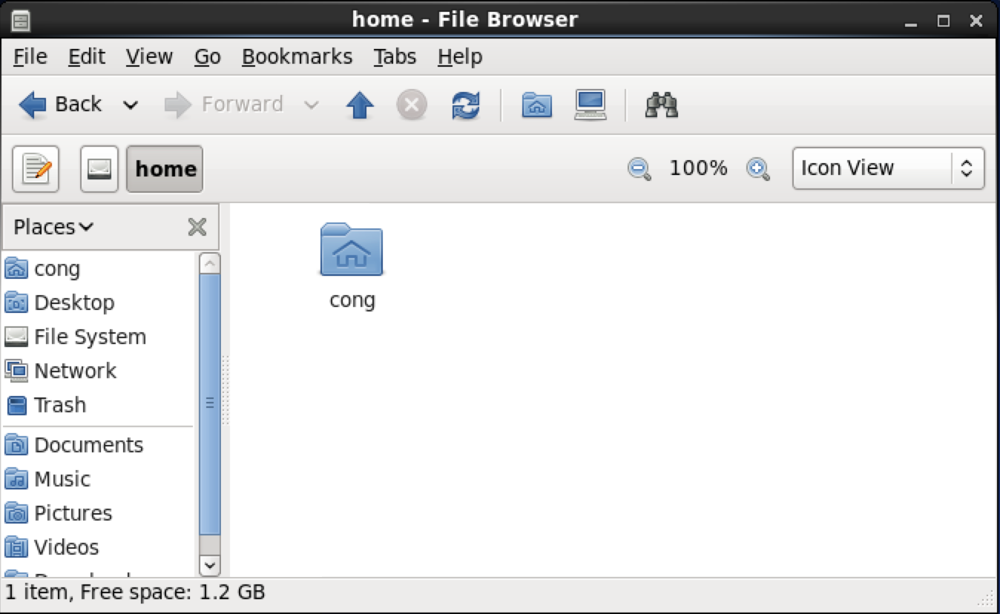 home - File Browser
File Edit View Go Bookmarks Tabs Help
Back Forward
home 100% Icon View
Places
cong
Desktop
File System
Network
Trash
Documents
Music
Pictures
Videos
cong
1 item, Free space: 1.2 GB